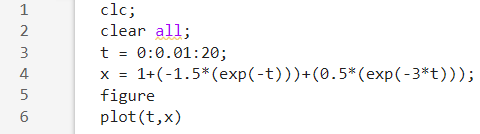 1 clc;
2 clear all;
3 t = 0:0.01:20;
4 x = 1+(-1.5*(exp(-t)))+(0.5*(exp(-3*t)));
5 figure
6 plot(t,x)